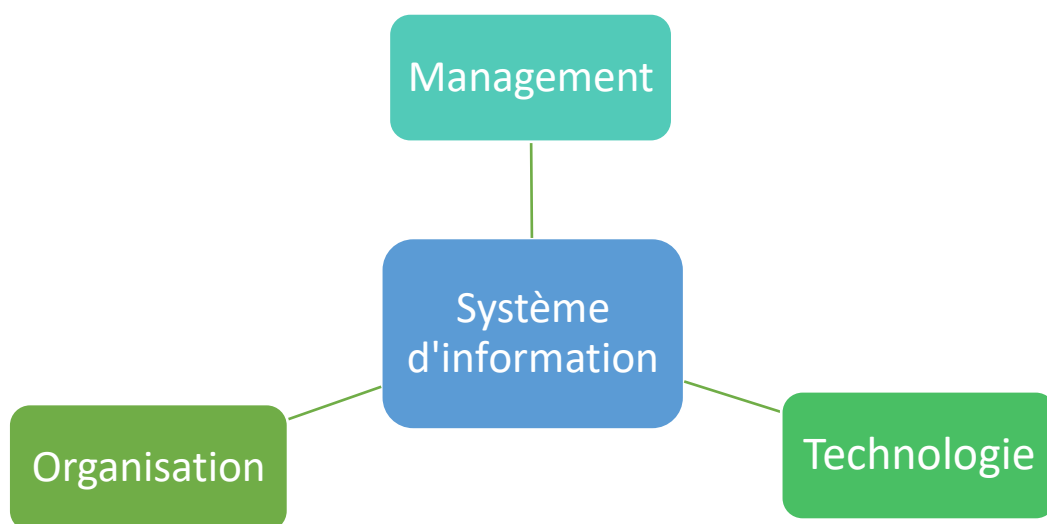 Management
Système
d'information
Organisation
Technologie